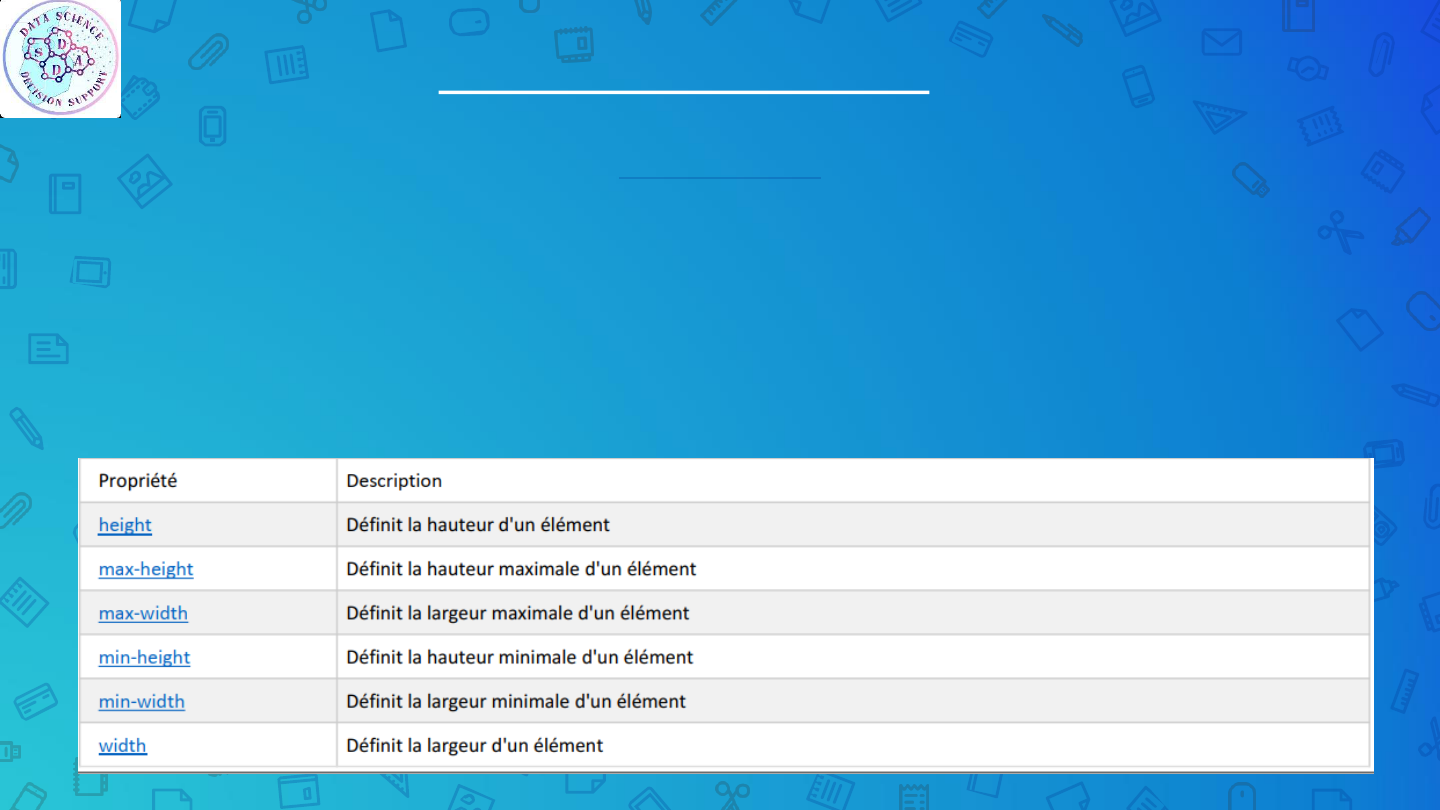 DATA SCIENCE
S D D A
DECISION SUPPORT
Propriété Description
height Définit la hauteur d'un élément
max-height Définit la hauteur maximale d'un élément
max-width Définit la largeur maximale d'un élément
min-height Définit la hauteur minimale d'un élément
min-width Définit la largeur minimale d'un élément
width Définit la largeur d'un élément